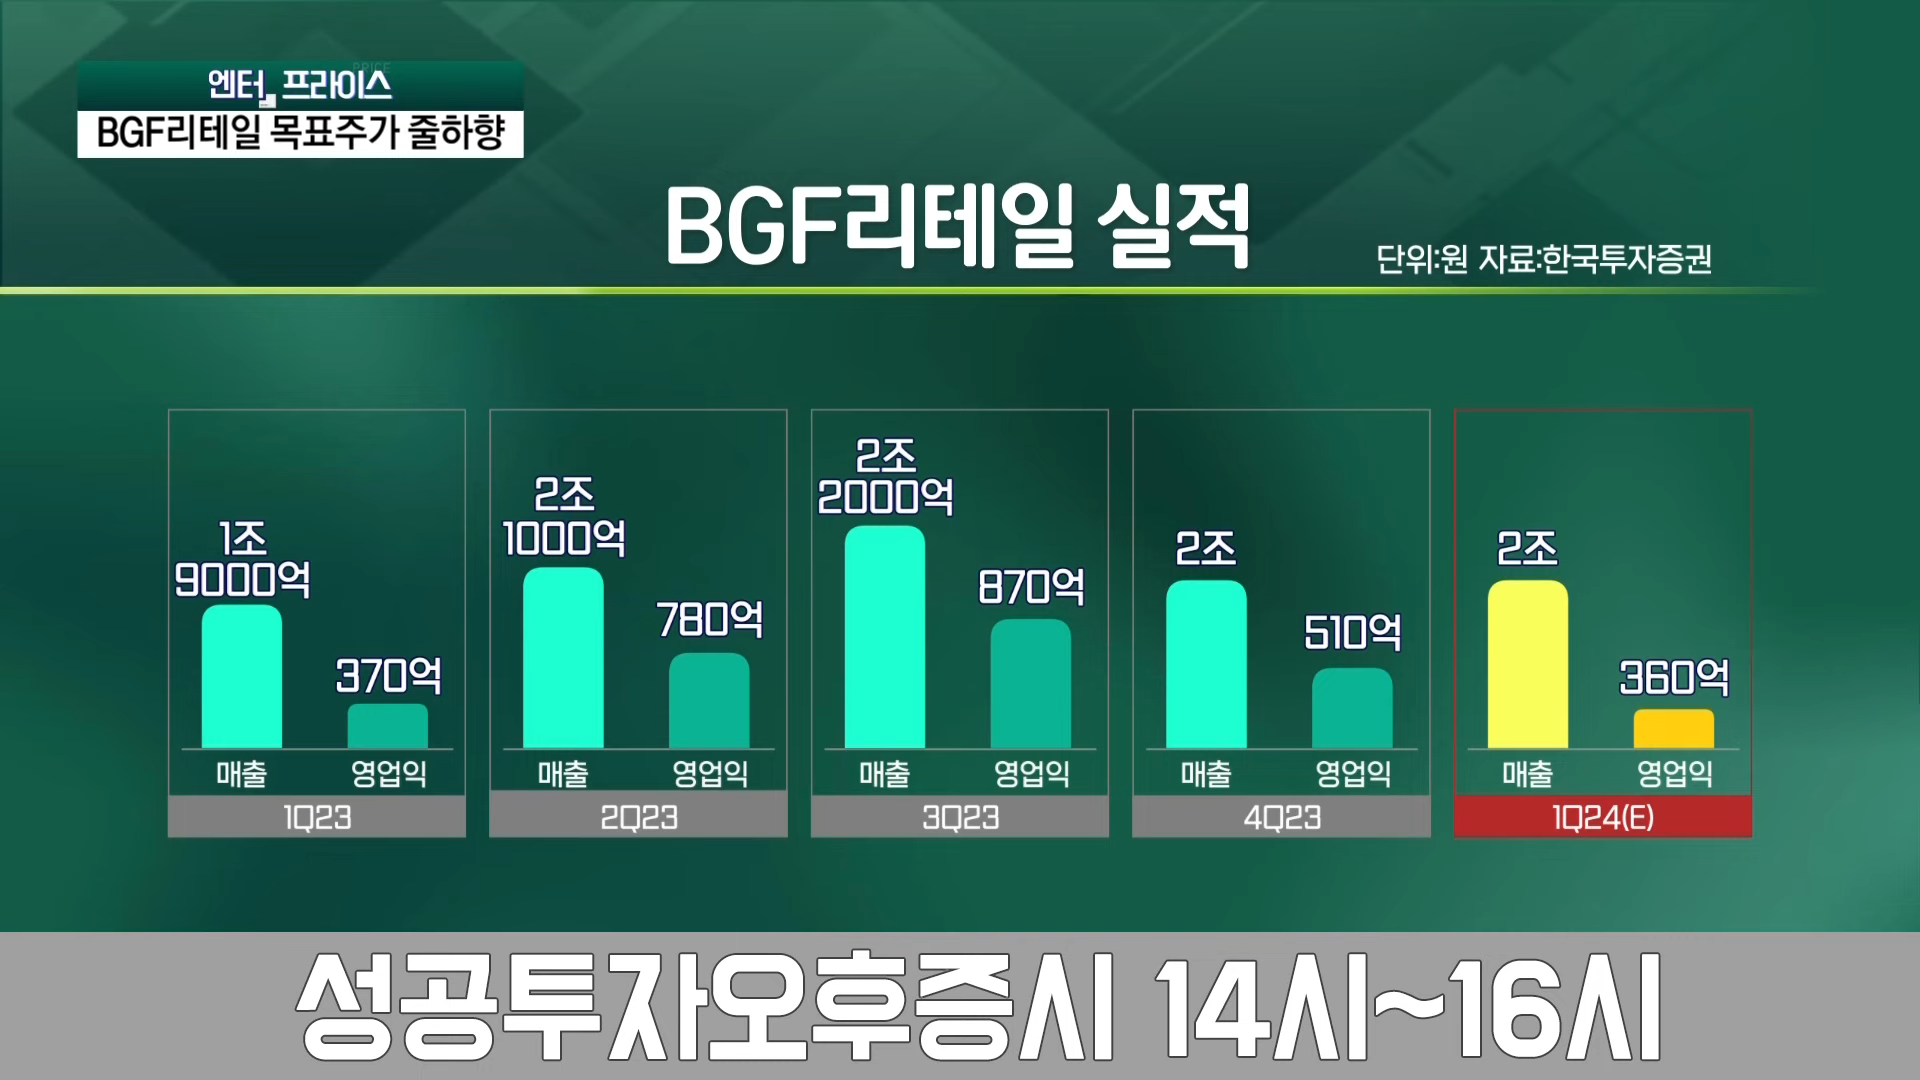 PRICE
엔터 프라이스
BGF리테일 목표주가 줄하향
BGF리테일 실적
단위:원 자료:한국투자증권
1조
9000억
370억
매출 영업익
1Q23
2조
1000억
780억
매출 영업익
2Q23
2조
2000억
870억
매출 영업익
3Q23
2조
510억
매출 영업익
4Q23
2조
360억
매출 영업익
1Q24(E)
성공투자오후증시 14시~16시